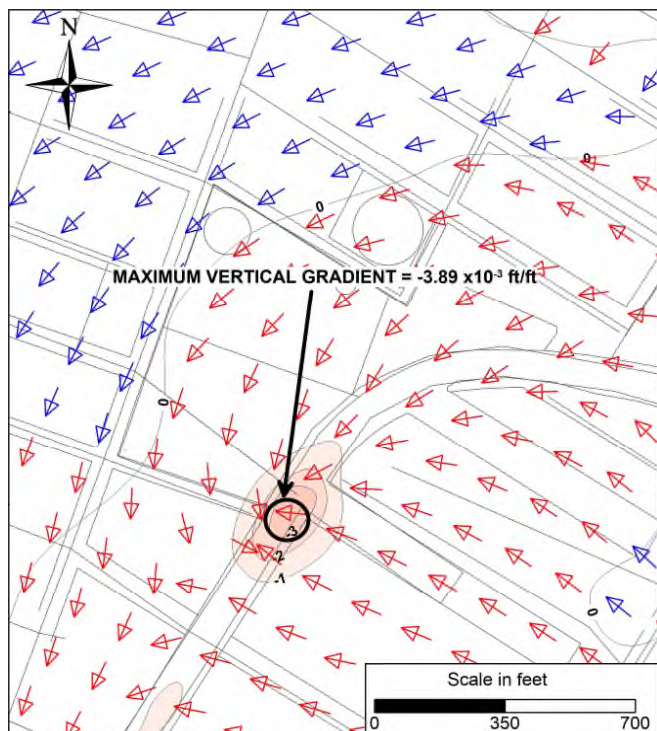 N
0
0
MAXIMUM VERTICAL GRADIENT = -3.89 x10⁻³ ft/ft
0
-3
-2
-1
0
Scale in feet
0 350 700